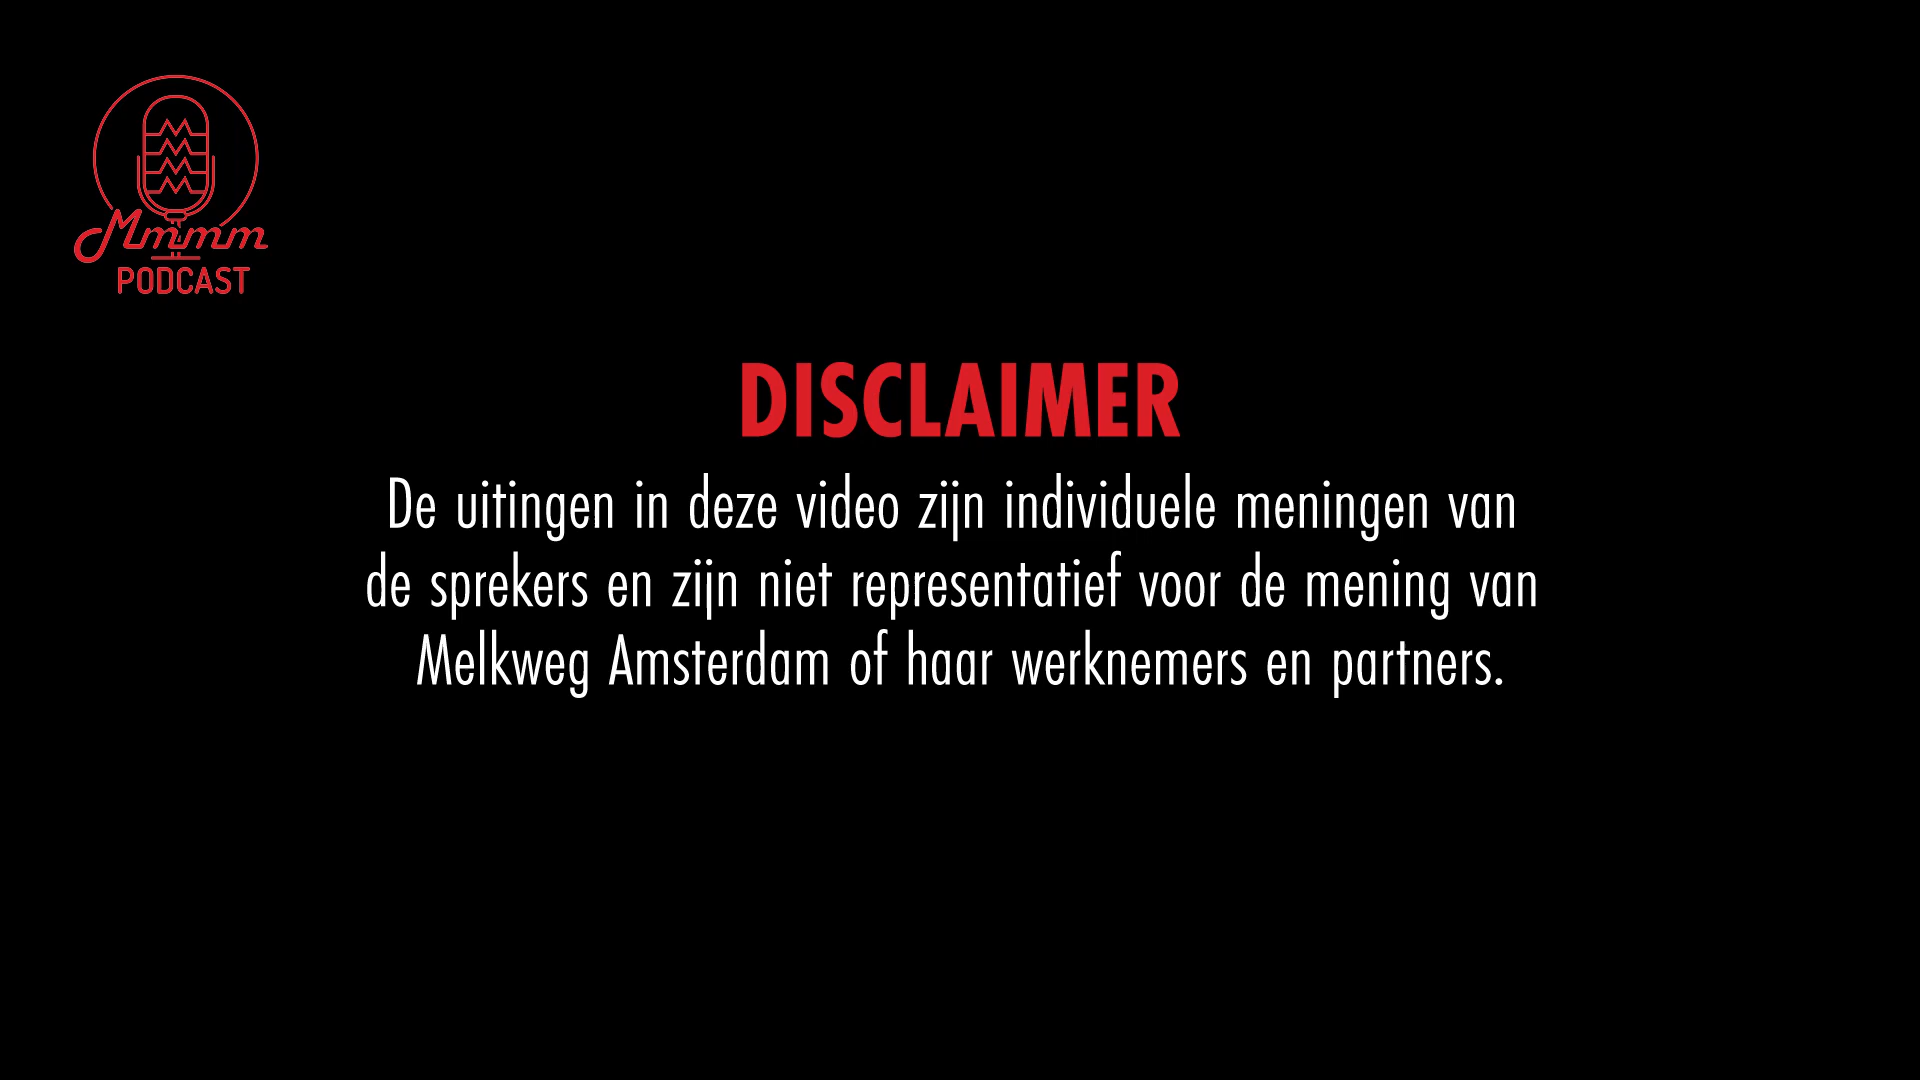 Mmmm
PODCAST
DISCLAIMER
De uitingen in deze video zijn individuele meningen van
de sprekers en zijn niet representatief voor de mening van
Melkweg Amsterdam of haar werknemers en partners.